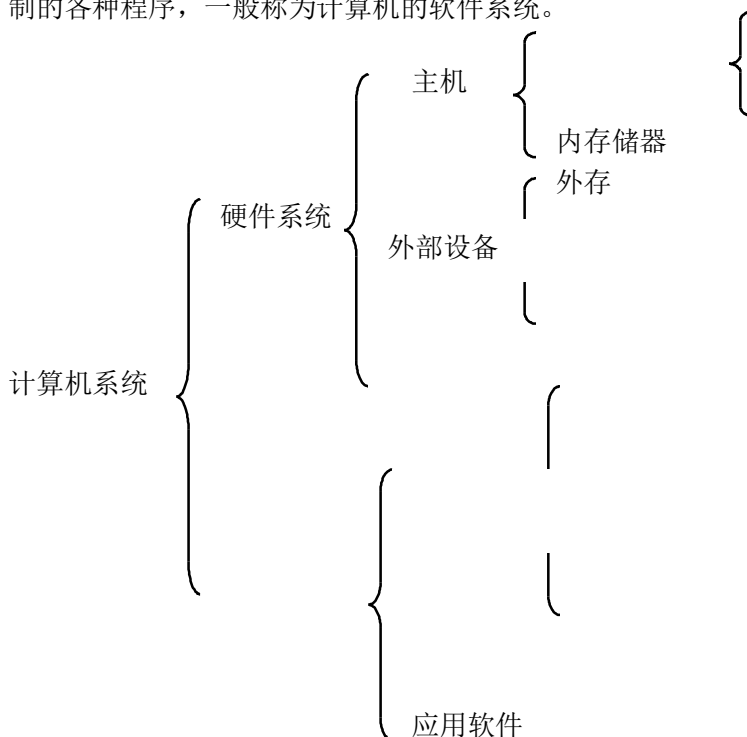 制的各种程序，一般称为计算机的软件系统。
主机
内存储器
外存
硬件系统
外部设备
计算机系统
应用软件